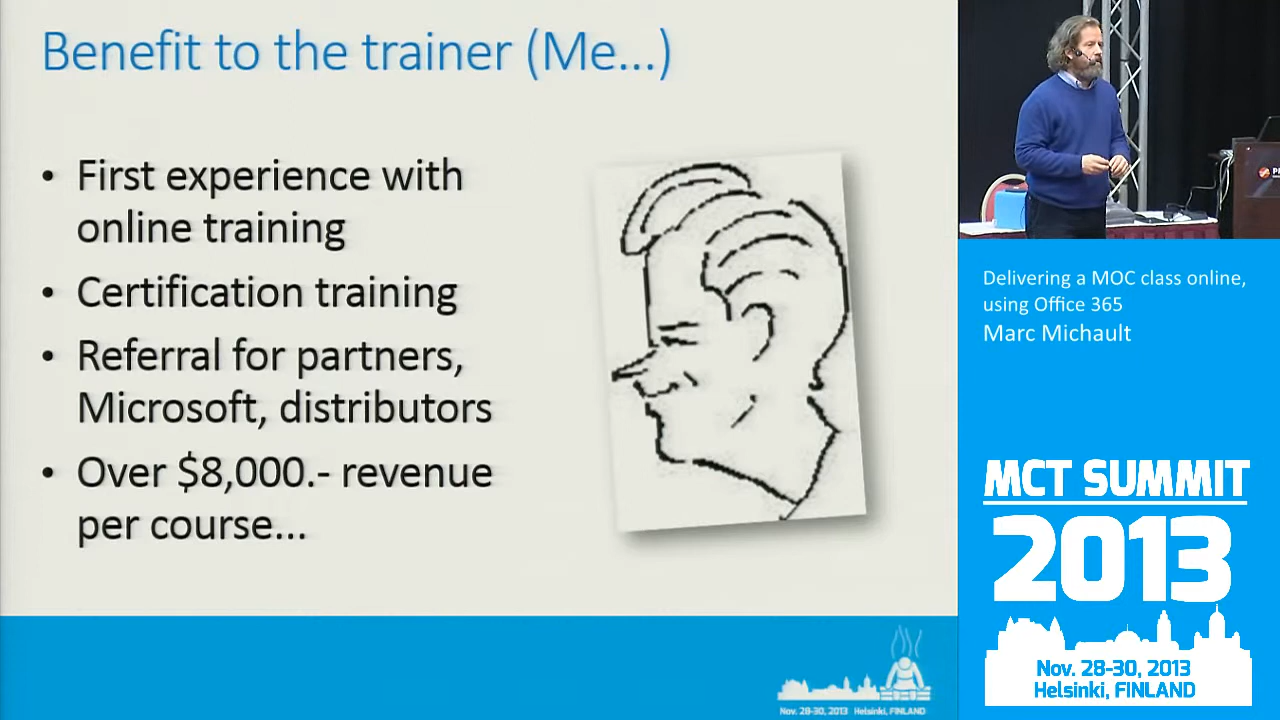 Benefit to the trainer (Me...)
• First experience with
online training
• Certification training
• Referral for partners,
Microsoft, distributors
• Over $8,000.- revenue
per course...
Nov. 28-30, 2013 Helsinki, FINLAND
Delivering a MOC class online,
using Office 365
Marc Michault
MCT SUMMIT
2013
Nov. 28-30, 2013
Helsinki, FINLAND